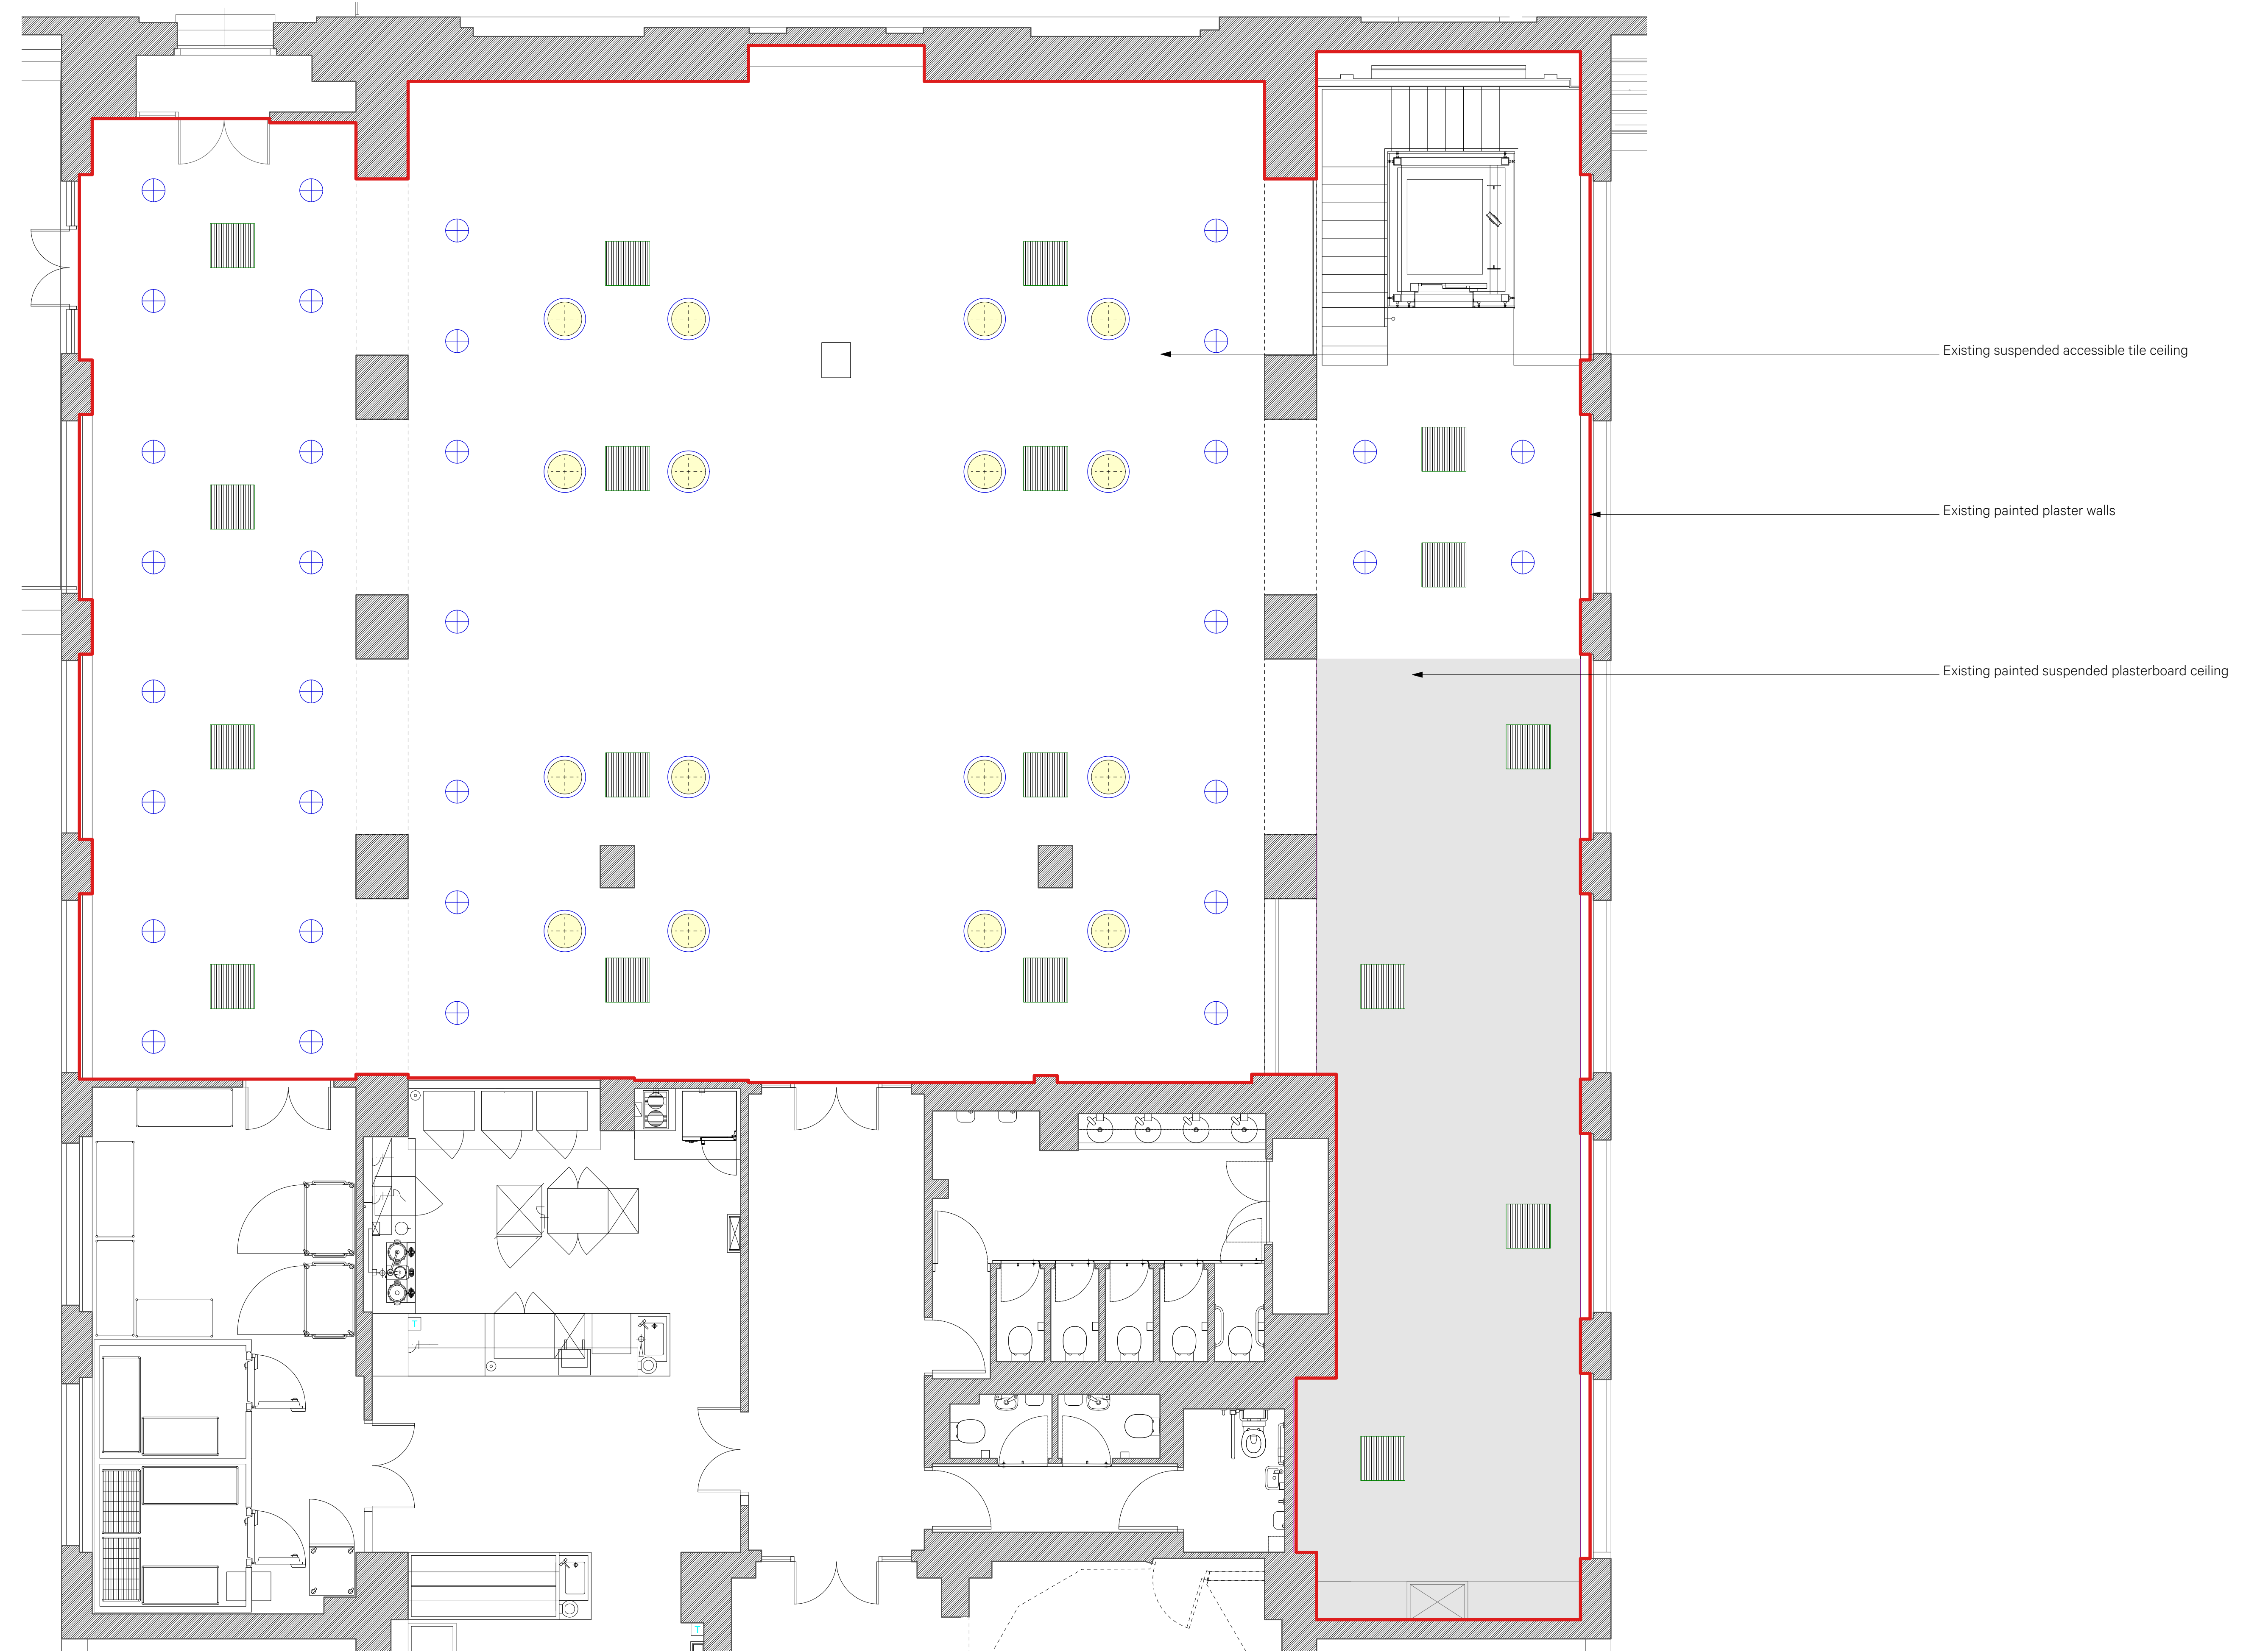 Existing suspended accessible tile ceiling
Existing painted plaster walls
Existing painted suspended plasterboard ceiling
T
T